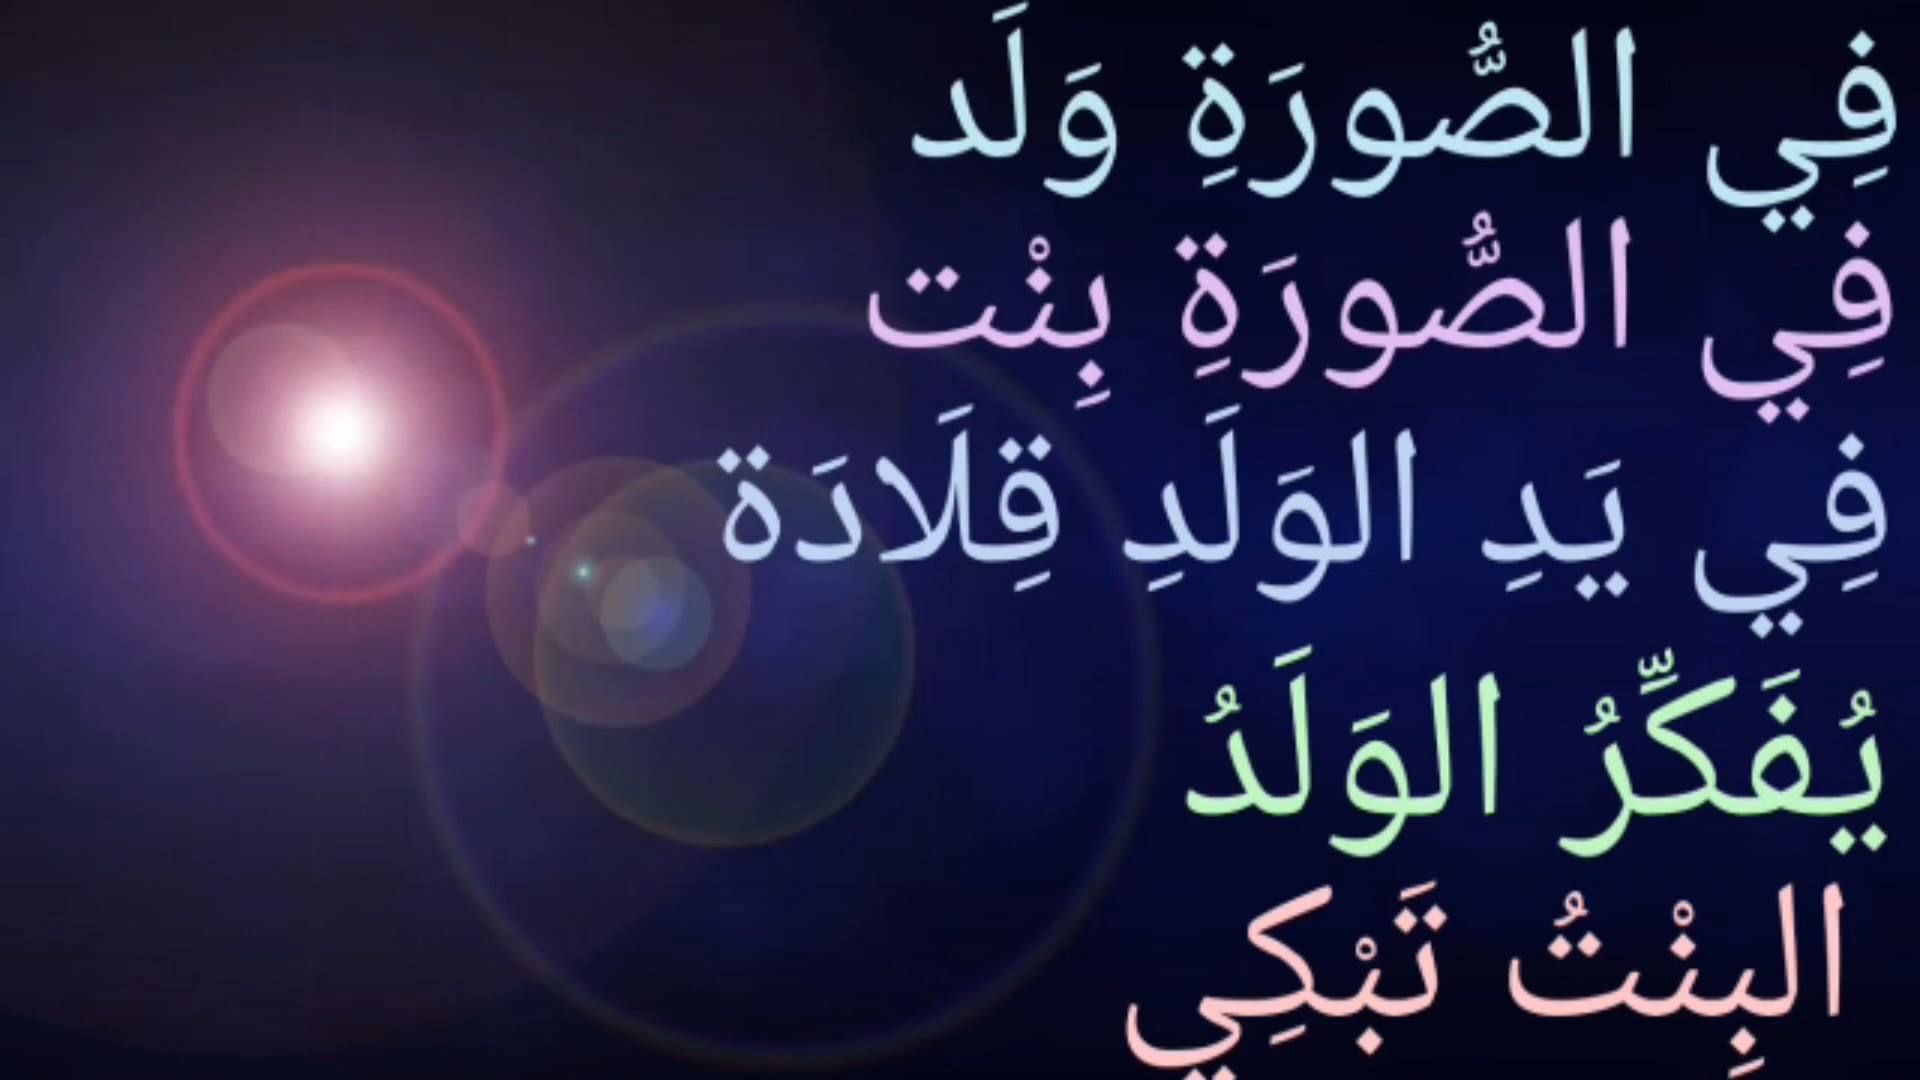 فِي الصُّورَةِ وَلَد
فِي الصُّورَةِ بِنْت
فِي يَدِ الوَلَدِ قِلَادَة
يُفَكِّرُ الوَلَدُ
البِنْتُ تَبْكِي